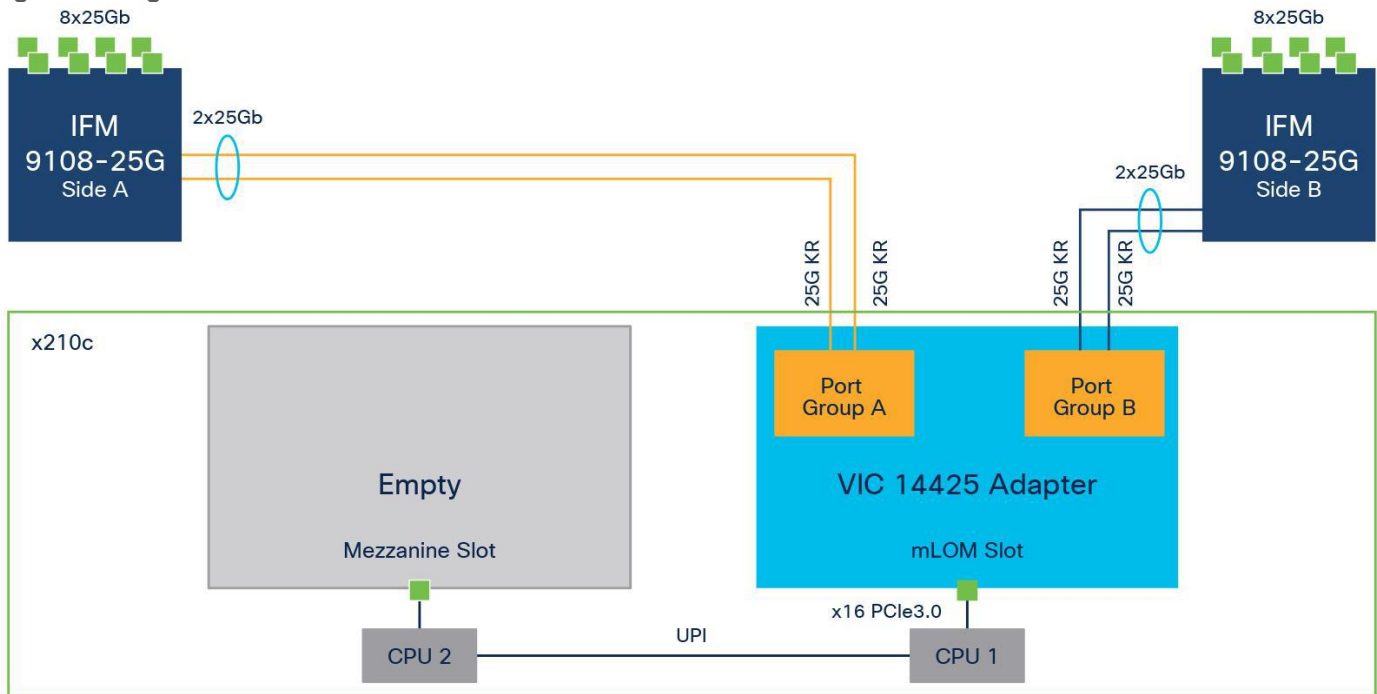 8x25Gb
8x25Gb
IFM
9108-25G
Side A
2x25Gb
IFM
9108-25G
Side B
2x25Gb
25G KR
25G KR
25G KR
25G KR
x210c
Port
Group A
Port
Group B
Empty
VIC 14425 Adapter
Mezzanine Slot
mLOM Slot
x16 PCIe3.0
UPI
CPU 2
CPU 1